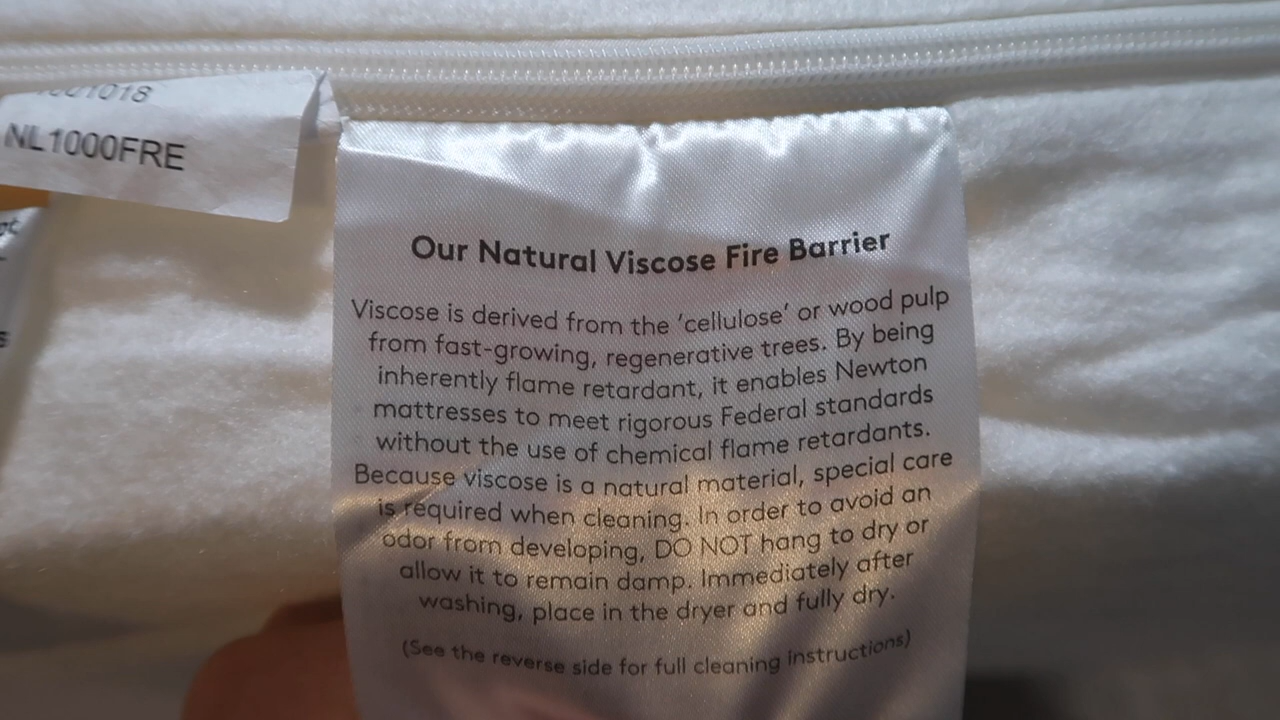 NL1000FRE
Our Natural Viscose Fire Barrier
Viscose is derived from the 'cellulose' or wood pulp
from fast-growing, regenerative trees. By being
inherently flame retardant, it enables Newton
mattresses to meet rigorous Federal standards
without the use of chemical flame retardants.
Because viscose is a natural material, special care
is required when cleaning. In order to avoid an
odor from developing, DO NOT hang to dry or
allow it to remain damp. Immediately after
washing, place in the dryer and fully dry.
(See the reverse side for full cleaning instructions)